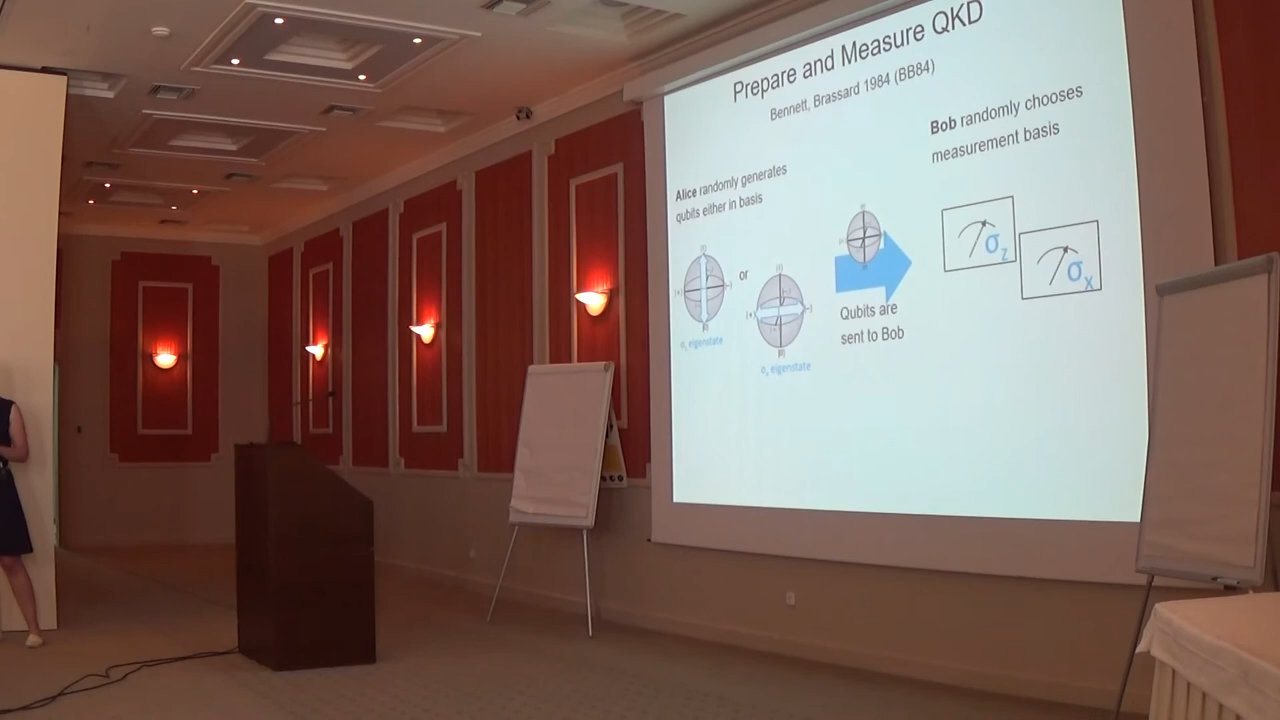 Prepare and Measure QKD
Bennett, Brassard 1984 (BB84)
Alice randomly generates
qubits either in basis
or
eigenstate
σx eigenstate
Qubits are
sent to Bob
Bob randomly chooses
measurement basis
σz
σx